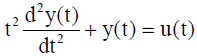 t² d²y(t)/dt² + y(t) = u(t)